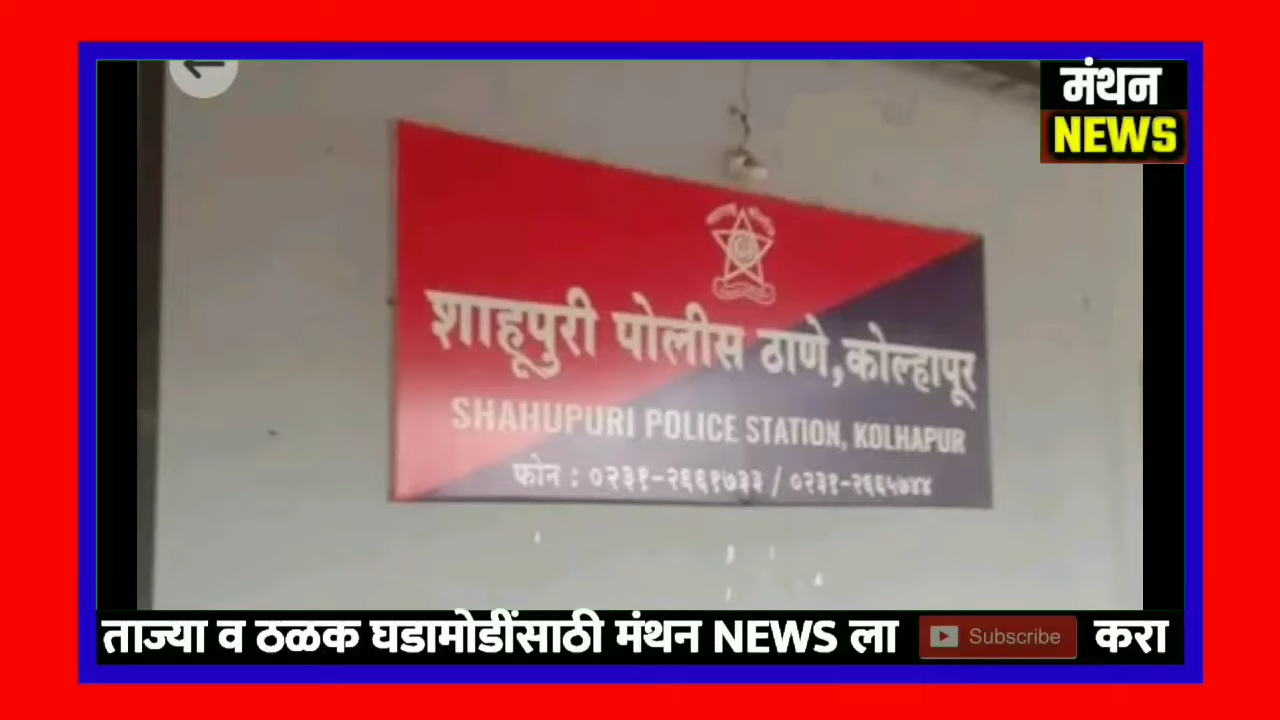 मंथन
NEWS
शाहूपुरी पोलीस ठाणे,कोल्हापूर
SHAHUPURI POLICE STATION, KOLHAPUR
फोन : ०२३१-२६६१७३३ / ०२३१-२६६५७४४
ताज्या व ठळक घडामोडींसाठी मंथन NEWS ला Subscribe करा